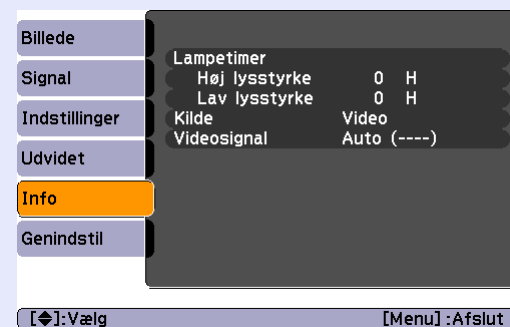 Billede
Signal
Indstillinger
Udvidet
Info
Genindstil
Lampetimer
Høj lysstyrke 0 H
Lav lysstyrke 0 H
Kilde Video
Videosignal Auto (----)
[◆]:Vælg [Menu]:Afslut